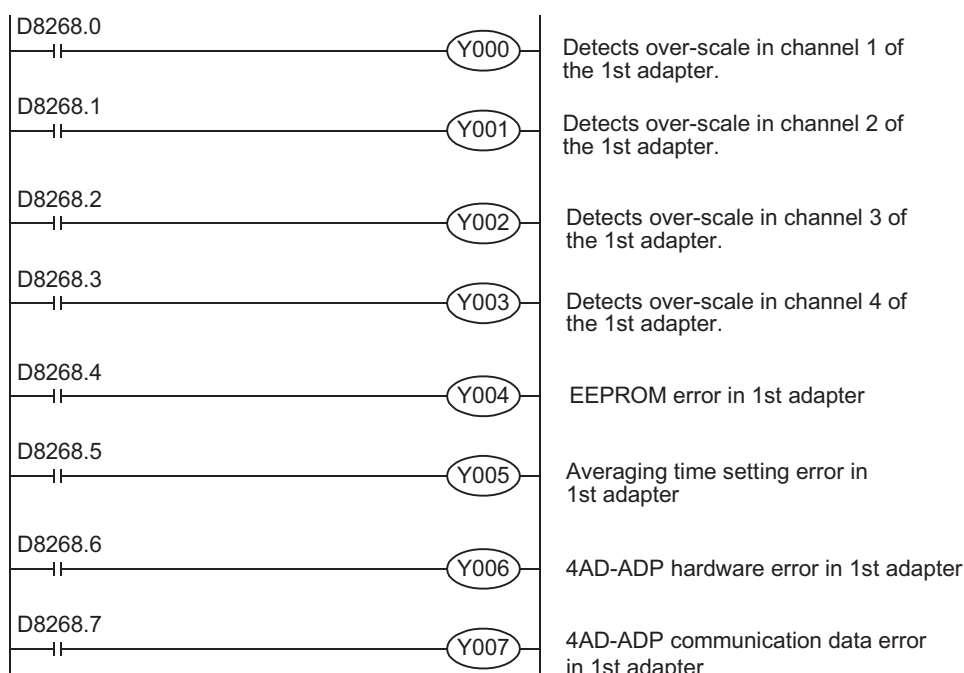 D8268.0
Y000
Detects over-scale in channel 1 of
the 1st adapter.
D8268.1
Y001
Detects over-scale in channel 2 of
the 1st adapter.
D8268.2
Y002
Detects over-scale in channel 3 of
the 1st adapter.
D8268.3
Y003
Detects over-scale in channel 4 of
the 1st adapter.
D8268.4
Y004
EEPROM error in 1st adapter
D8268.5
Y005
Averaging time setting error in
1st adapter
D8268.6
Y006
4AD-ADP hardware error in 1st adapter
D8268.7
Y007
4AD-ADP communication data error
in 1st adapter